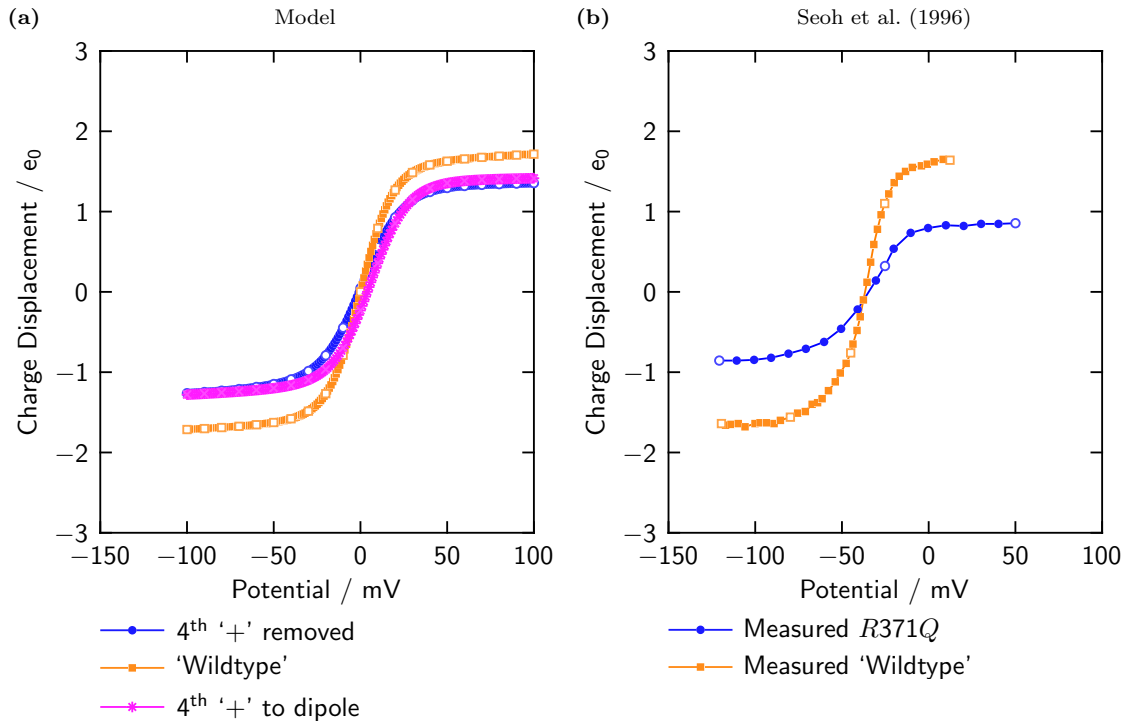 (a) Model
3
2
1
0
−1
−2
−3
Charge Displacement / e₀
−150 −100 −50 0 50 100
Potential / mV
4ᵗʰ ‘+’ removed
‘Wildtype’
4ᵗʰ ‘+’ to dipole
(b) Seoh et al. (1996)
3
2
1
0
−1
−2
−3
Charge Displacement / e₀
−150 −100 −50 0 50 100
Potential / mV
Measured R371Q
Measured ‘Wildtype’